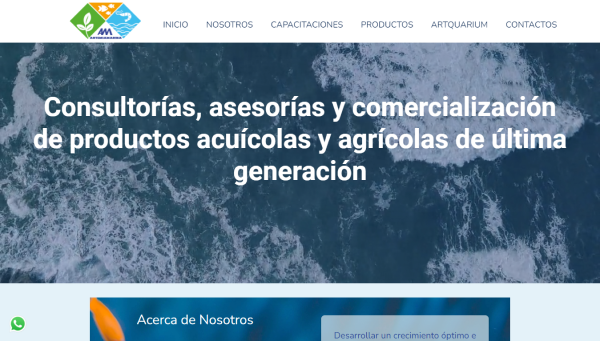 INICIO NOSOTROS CAPACITACIONES PRODUCTOS ARTQUARIUM CONTACTOS
Consultorías, asesorías y comercialización
de productos acuícolas y agrícolas de última
generación
Acerca de Nosotros
Desarrollar un crecimiento óptimo e